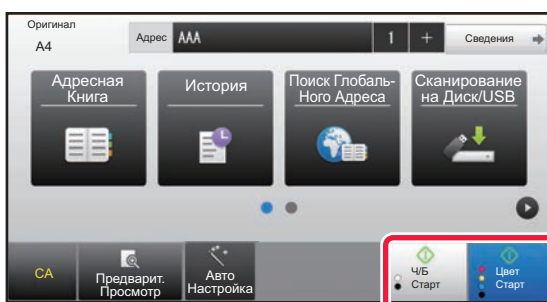 Оригинал
A4
Адрес AAA 1 + Сведения
Адресная
Книга
История
Поиск Глобаль-
Ного Адреса
Сканирование
на Диск/USB
CA
Предварит.
Просмотр
Авто
Настройка
Ч/Б
Старт
Цвет
Старт